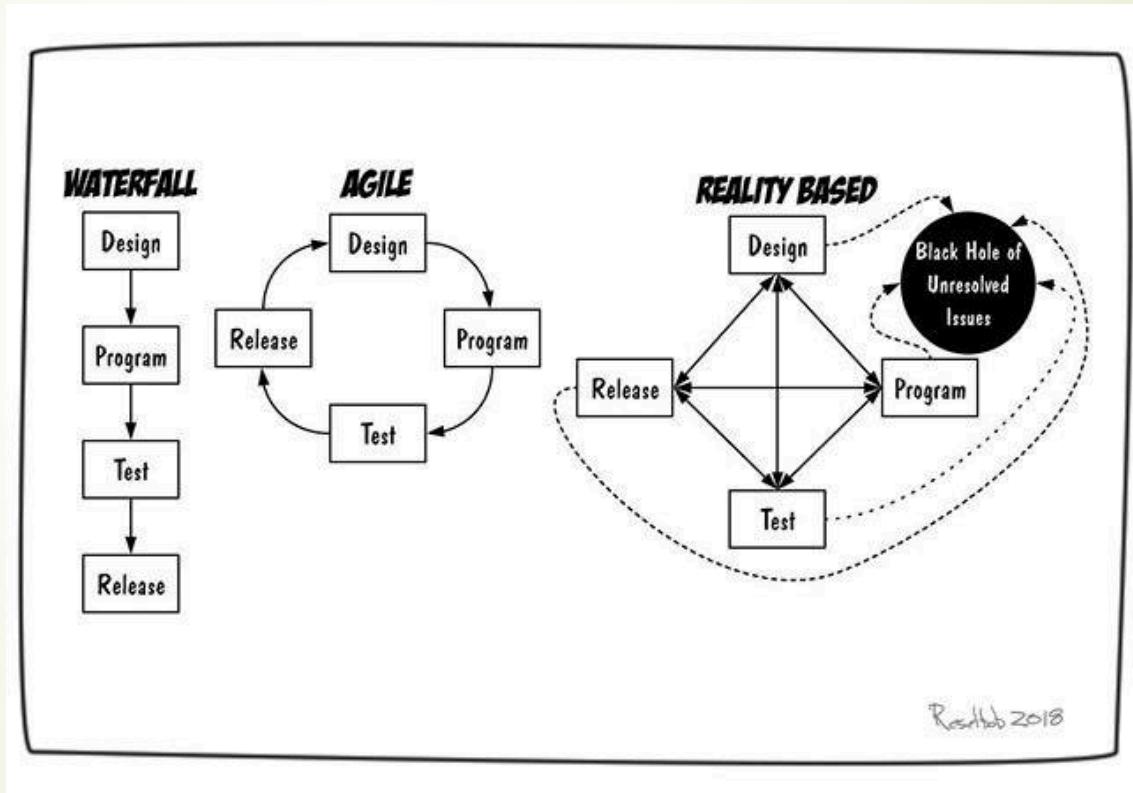 WATERFALL
Design
Program
Test
Release
AGILE
Design
Program
Test
Release
REALITY BASED
Design
Black Hole of
Unresolved
Issues
Release
Program
Test
2018